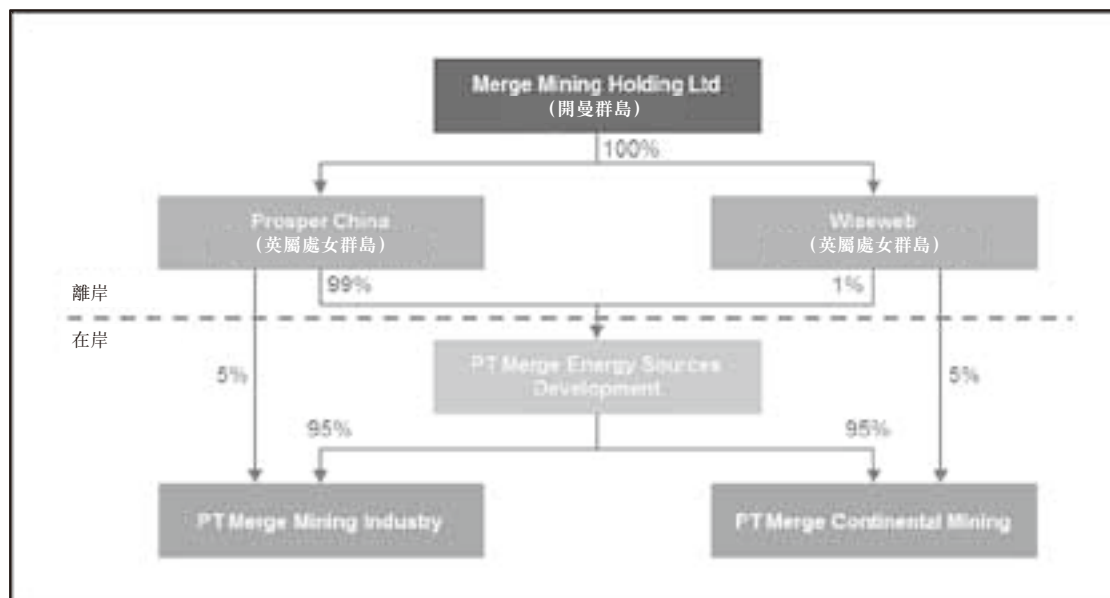 Merge Mining Holding Ltd
（開曼群島）
100%
Prosper China
（英屬處女群島）
Wiseweb
（英屬處女群島）
99%
1%
離岸
在岸
PT Merge Energy Sources
Development
5%
5%
95%
95%
PT Merge Mining Industry
PT Merge Continental Mining